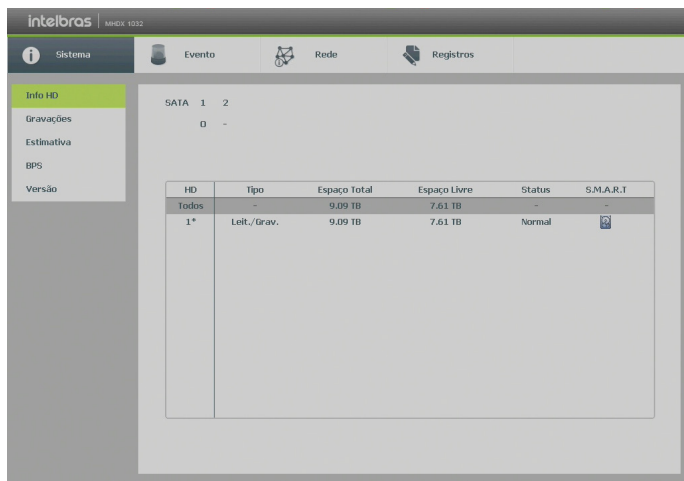 intelbras | MHDX 1032
Sistema Evento Rede Registros
Info HD
Gravações
Estimativa
BPS
Versão
SATA 1 2
O -
HD Tipo Espaço Total Espaço Livre Status S.M.A.R.T
Todos - 9.09 TB 7.61 TB - -
1* Leit./Grav. 9.09 TB 7.61 TB Normal